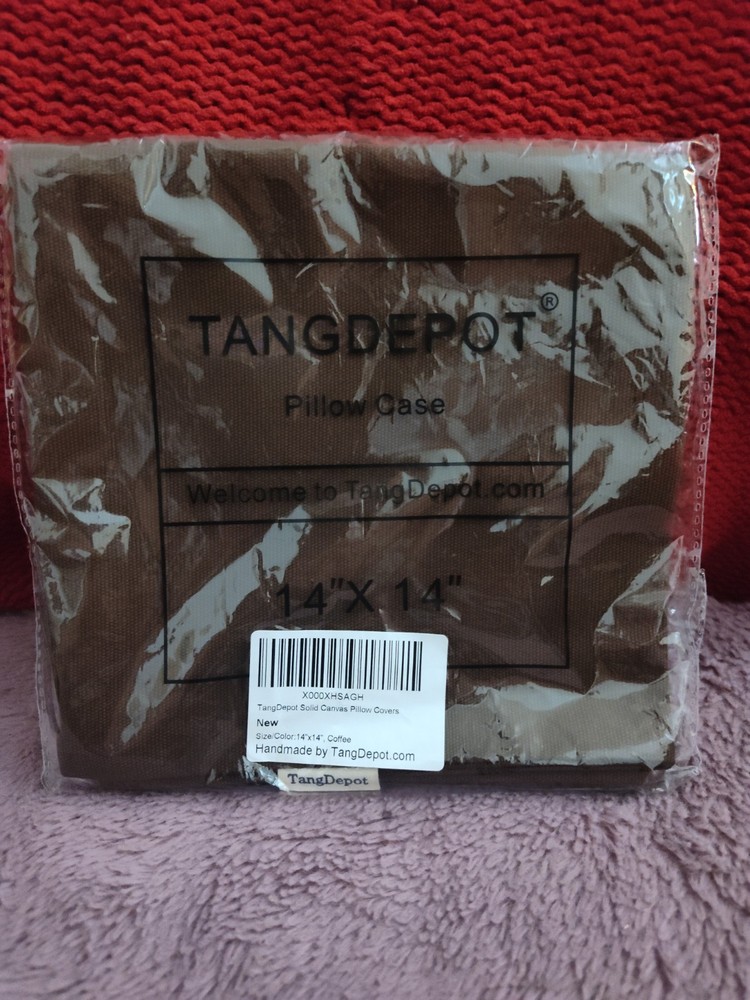 TANGDEPOT®
Pillow Case
Welcome to TangDepot.com
14"X 14"
X000XHSAGH
TangDepot Solid Canvas Pillow Covers
New
Size/Color:14"x14", Coffee
Handmade by TangDepot.com
TangDepot